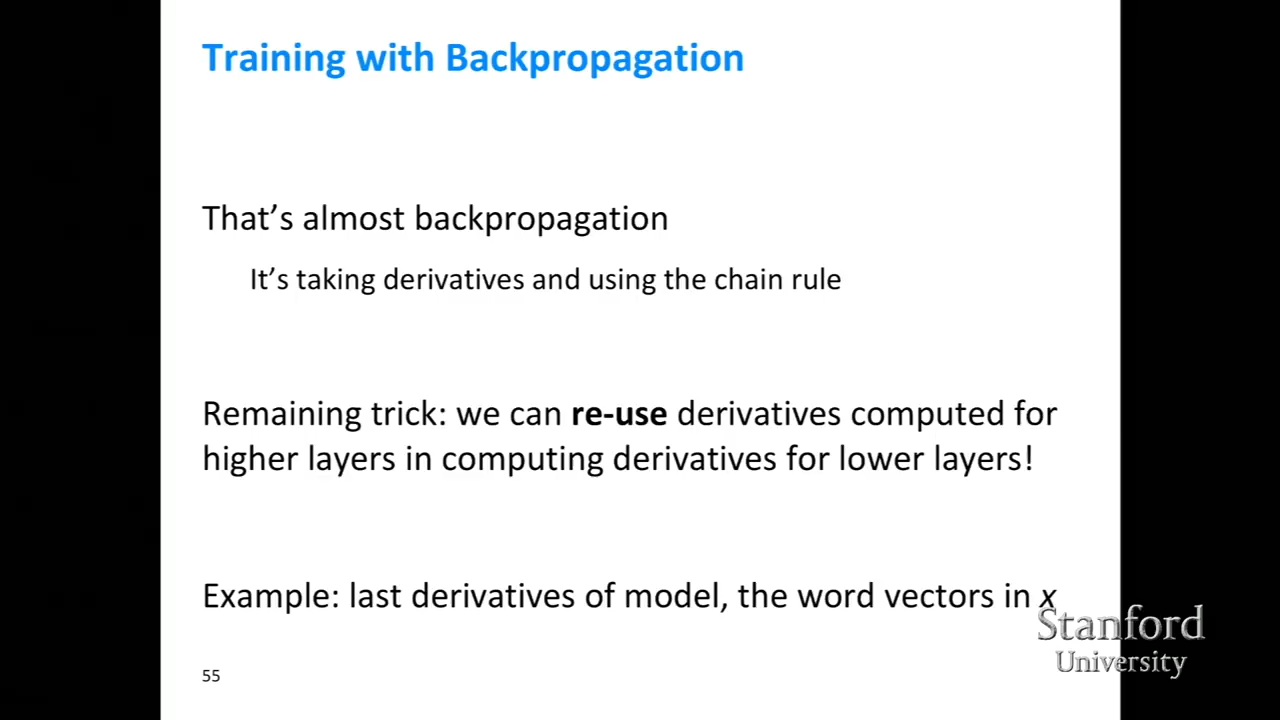 Training with Backpropagation
That’s almost backpropagation
It’s taking derivatives and using the chain rule
Remaining trick: we can re-use derivatives computed for
higher layers in computing derivatives for lower layers!
Example: last derivatives of model, the word vectors in x
Stanford
University
55